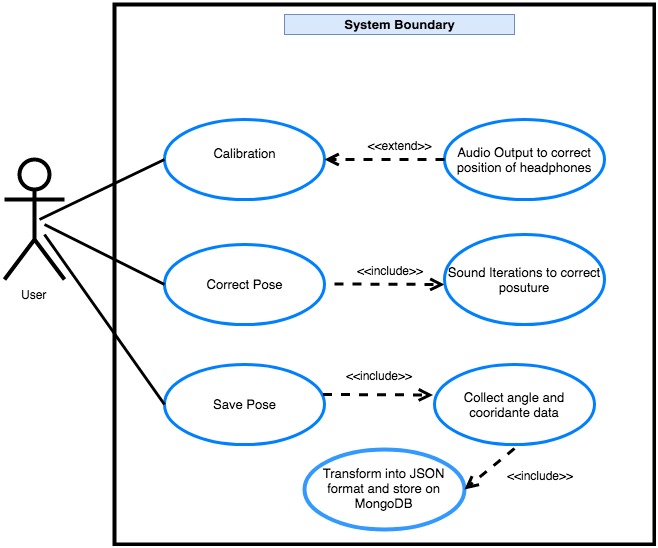 System Boundary
Calibration
<<extend>>
Audio Output to correct
position of headphones
User
Correct Pose
<<include>>
Sound Iterations to correct
posuture
Save Pose
<<include>>
Collect angle and
cooridante data
<<include>>
Transform into JSON
format and store on
MongoDB